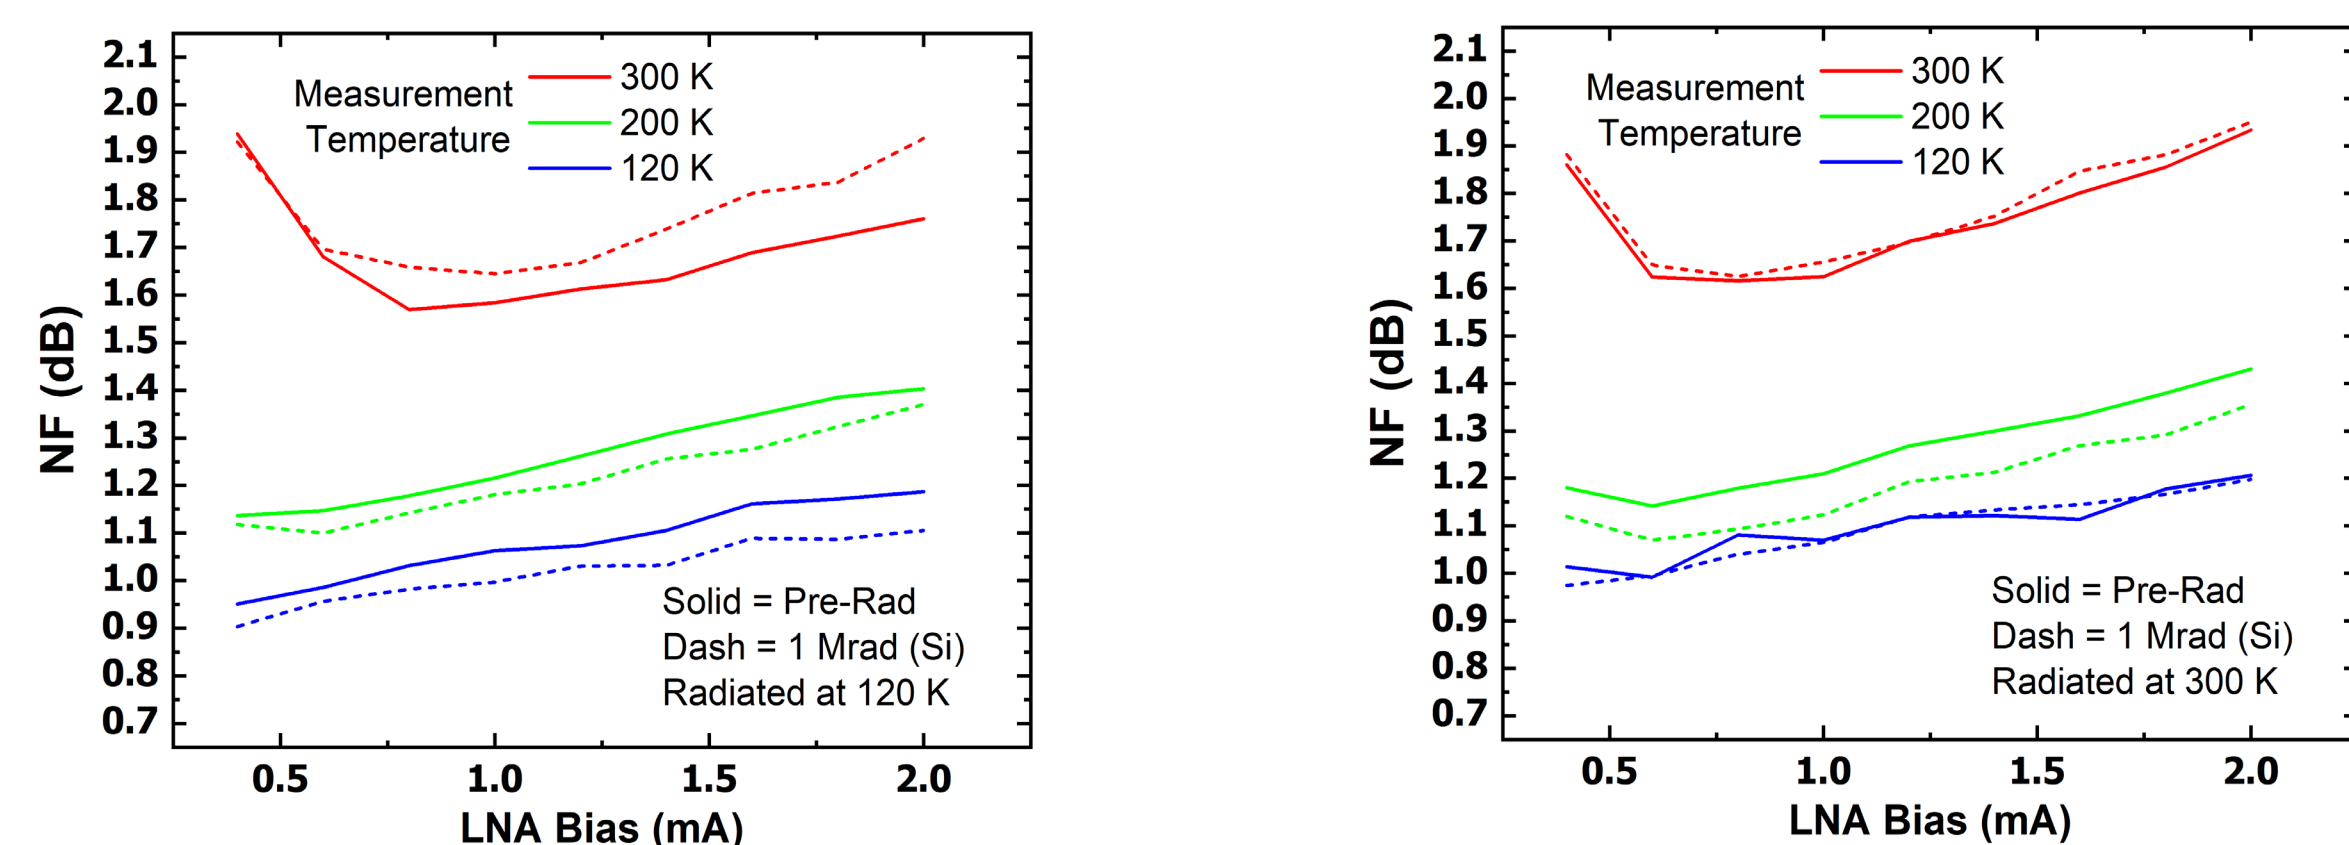 2.1
2.0
1.9
1.8
1.7
1.6
1.5
1.4
1.3
1.2
1.1
1.0
0.9
0.8
0.7
NF (dB)
Measurement
Temperature
300 K
200 K
120 K
Solid = Pre-Rad
Dash = 1 Mrad (Si)
Radiated at 120 K
0.5 1.0 1.5 2.0
LNA Bias (mA)
2.1
2.0
1.9
1.8
1.7
1.6
1.5
1.4
1.3
1.2
1.1
1.0
0.9
0.8
0.7
NF (dB)
Measurement
Temperature
300 K
200 K
120 K
Solid = Pre-Rad
Dash = 1 Mrad (Si)
Radiated at 300 K
0.5 1.0 1.5 2.0
LNA Bias (mA)